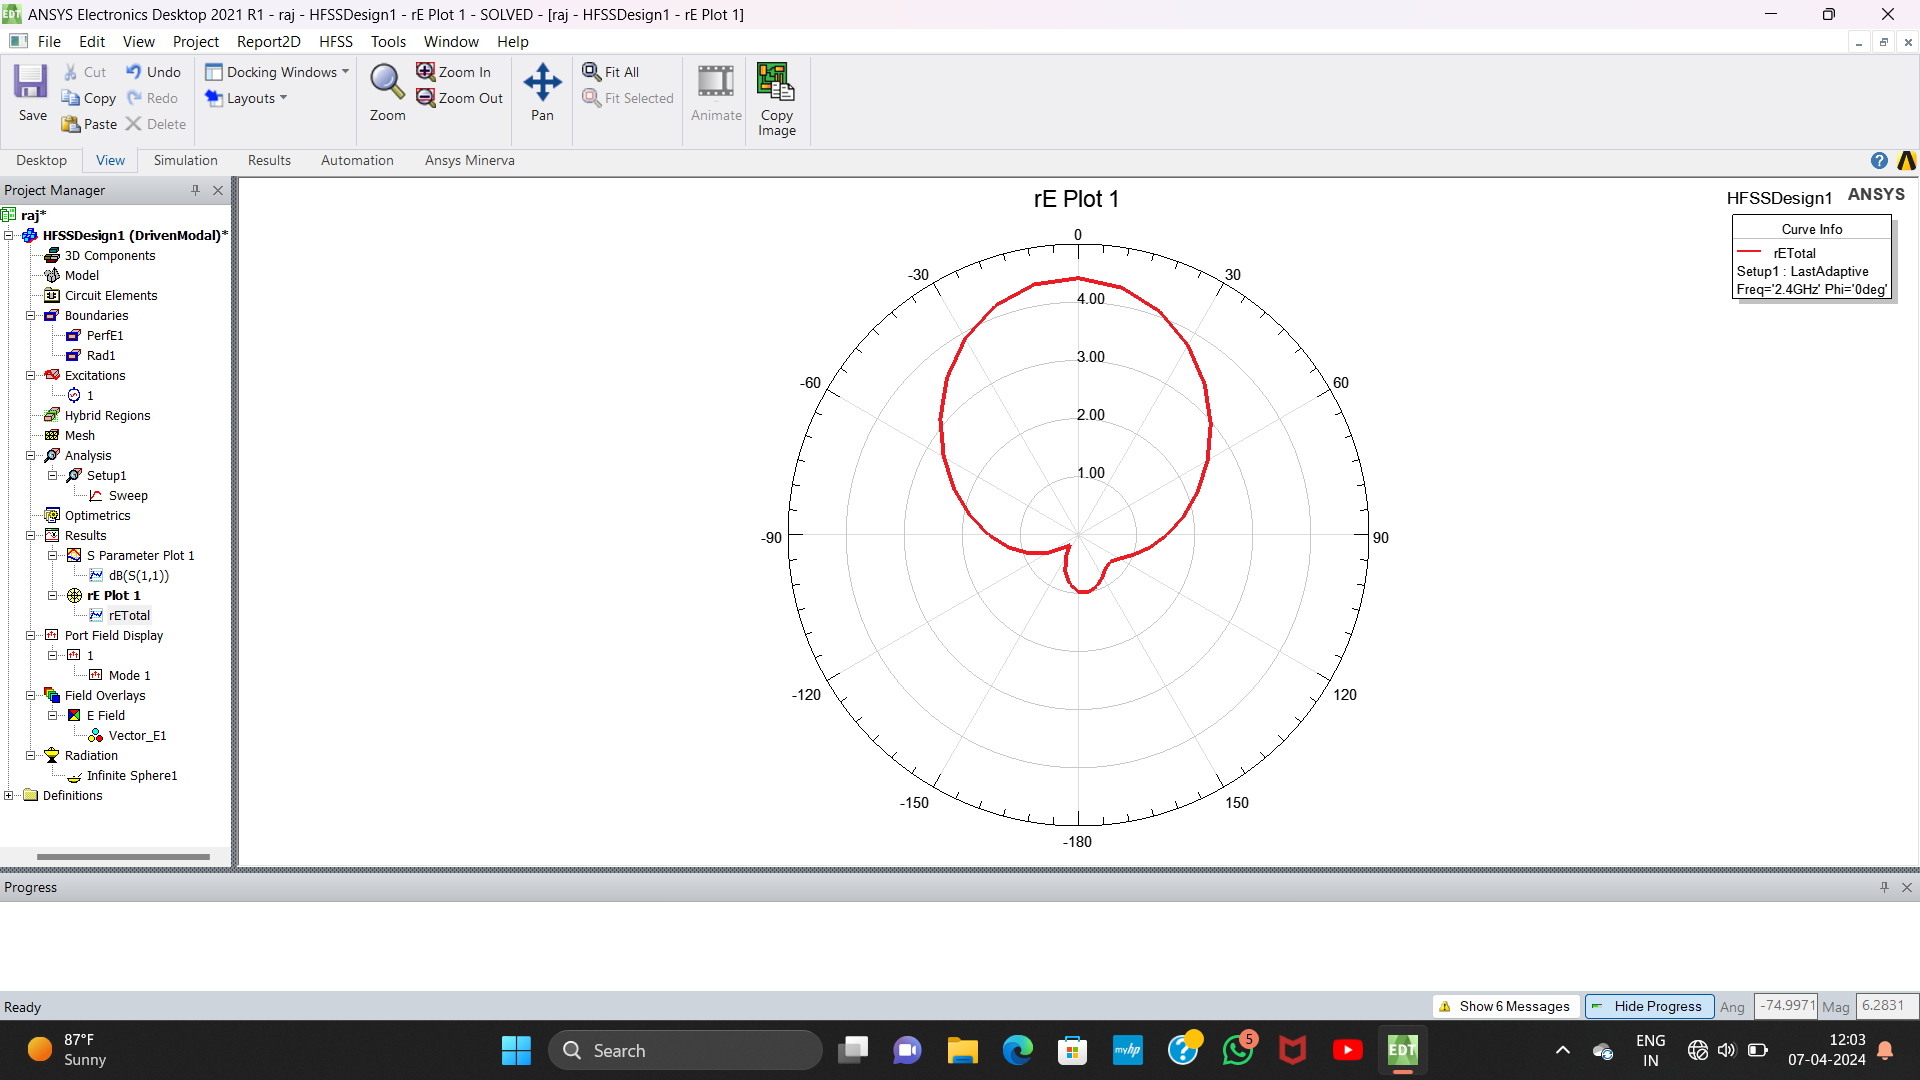 EDT ANSYS Electronics Desktop 2021 R1 - raj - HFSSDesign1 - rE Plot 1 - SOLVED - [raj - HFSSDesign1 - rE Plot 1]
File Edit View Project Report2D HFSS Tools Window Help
Save
Cut
Copy
Paste
Undo
Redo
Delete
Docking Windows
Layouts
Zoom
Zoom In
Zoom Out
Pan
Fit All
Fit Selected
Animate
Copy
Image
Desktop View Simulation Results Automation Ansys Minerva
Project Manager
raj*
HFSSDesign1 (DrivenModal)*
3D Components
Model
Circuit Elements
Boundaries
PerfE1
Rad1
Excitations
1
Hybrid Regions
Mesh
Analysis
Setup1
Sweep
Optimetrics
Results
S Parameter Plot 1
dB(S(1,1))
rE Plot 1
rETotal
Port Field Display
1
Mode 1
Field Overlays
E Field
Vector_E1
Radiation
Infinite Sphere1
Definitions
rE Plot 1
HFSSDesign1
ANSYS
Curve Info
rETotal
Setup1 : LastAdaptive
Freq='2.4GHz' Phi='0deg'
0
-30
30
4.00
3.00
-60
60
2.00
1.00
-90
90
-120
120
-150
150
-180
Progress
Ready
Show 6 Messages
Hide Progress
Ang
-74.9971
Mag
6.2831
87°F
Sunny
Search
myhp
5
EDT
ENG
IN
12:03
07-04-2024